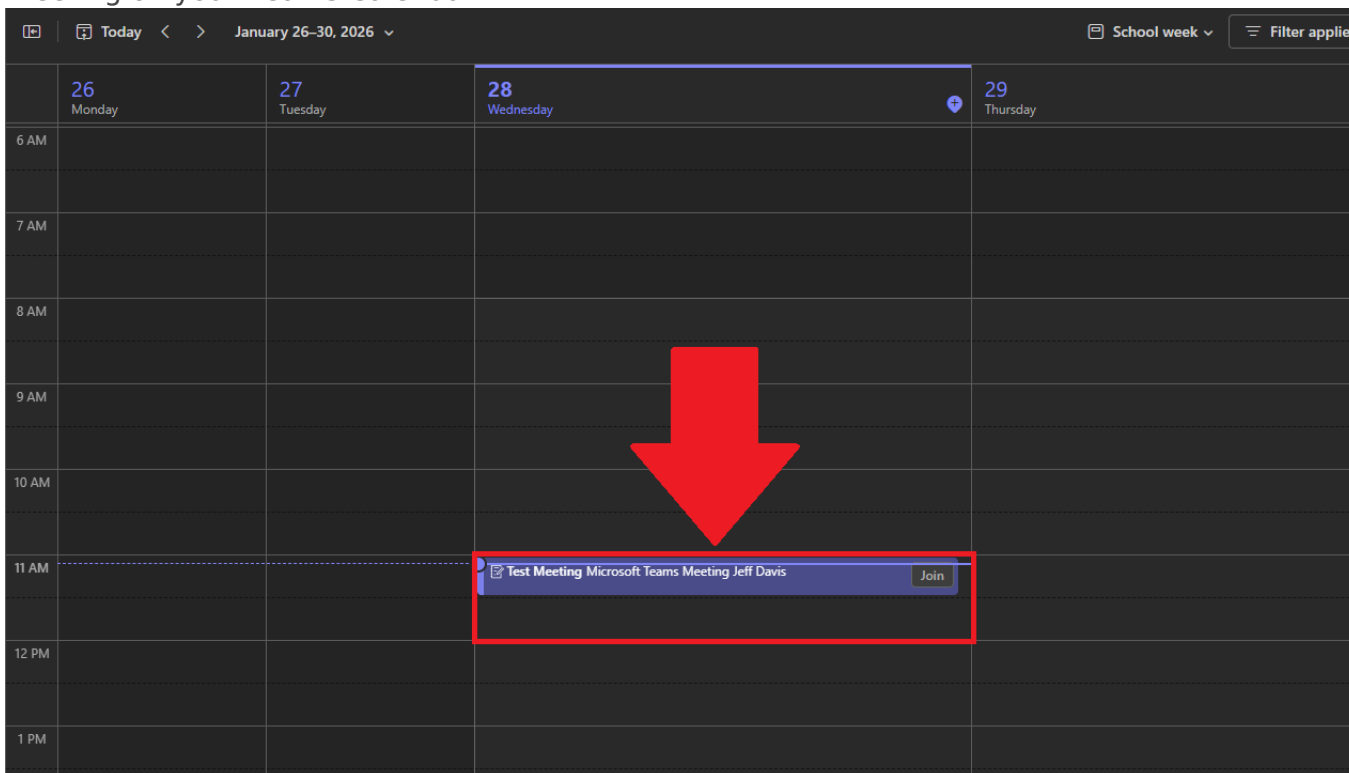 Today January 26–30, 2026 School week Filter applie
26 27 28 29
Monday Tuesday Wednesday Thursday
6 AM
7 AM
8 AM
9 AM
10 AM
11 AM Test Meeting Microsoft Teams Meeting Jeff Davis Join
12 PM
1 PM